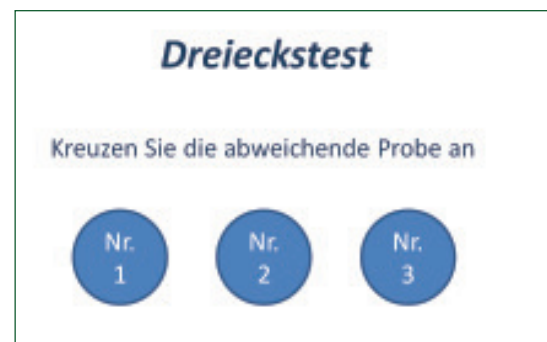 Dreieckstest
Kreuzen Sie die abweichende Probe an
Nr. Nr. Nr.
1 2 3